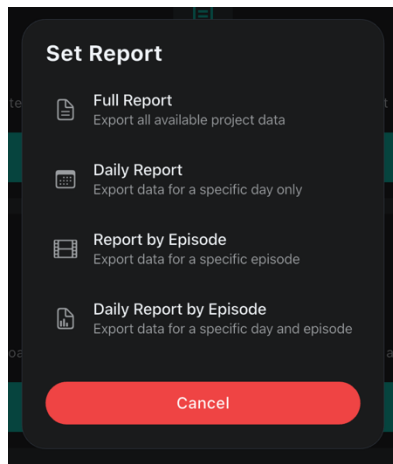 Set Report
Full Report
Export all available project data
Daily Report
Export data for a specific day only
Report by Episode
Export data for a specific episode
Daily Report by Episode
Export data for a specific day and episode
Cancel